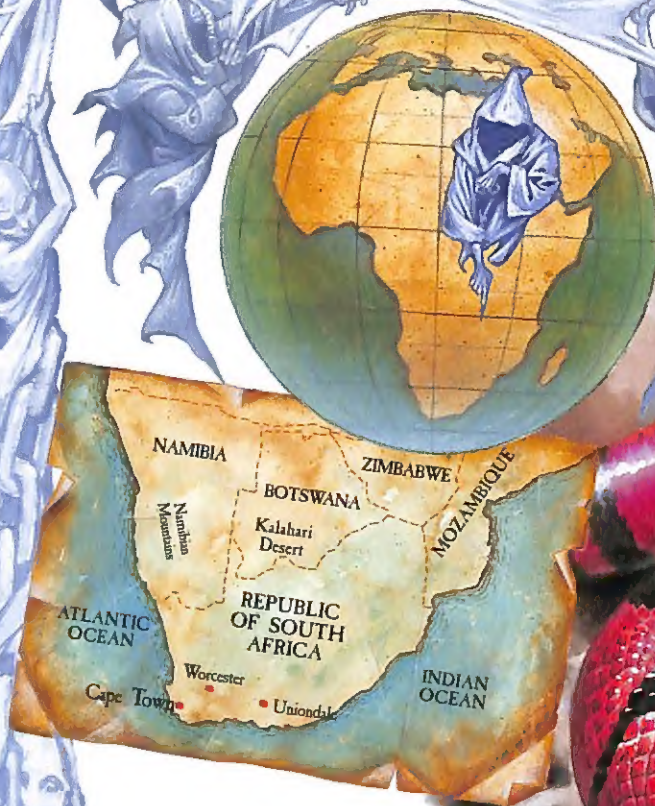 NAMIBIA
ZIMBABWE
MOZAMBIQUE
BOTSWANA
Namibian
Mountains
Kalahari
Desert
REPUBLIC
OF SOUTH
AFRICA
ATLANTIC
OCEAN
Worcester
Cape Town
Uniondale
INDIAN
OCEAN